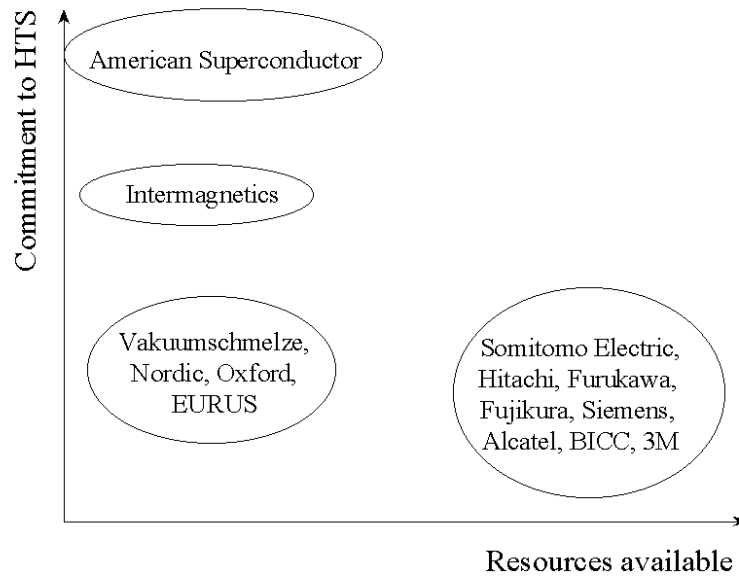 Commitment to HTS
American Superconductor
Intermagnetics
Vakuumschmelze,
Nordic, Oxford,
EURUS
Somitomo Electric,
Hitachi, Furukawa,
Fujikura, Siemens,
Alcatel, BICC, 3M
Resources available